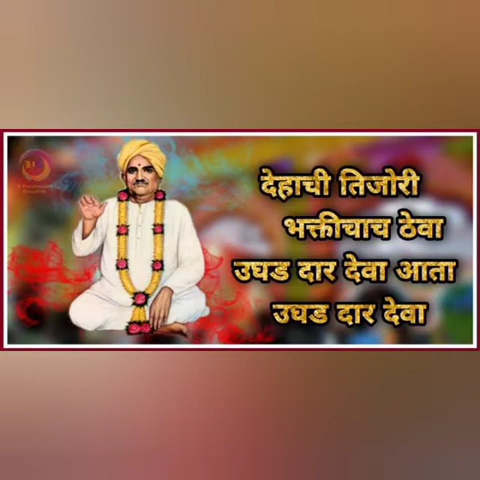 देहाची तिजोरी
भक्तीचाच ठेवा
उघड दार देवा आता
उघड दार देवा